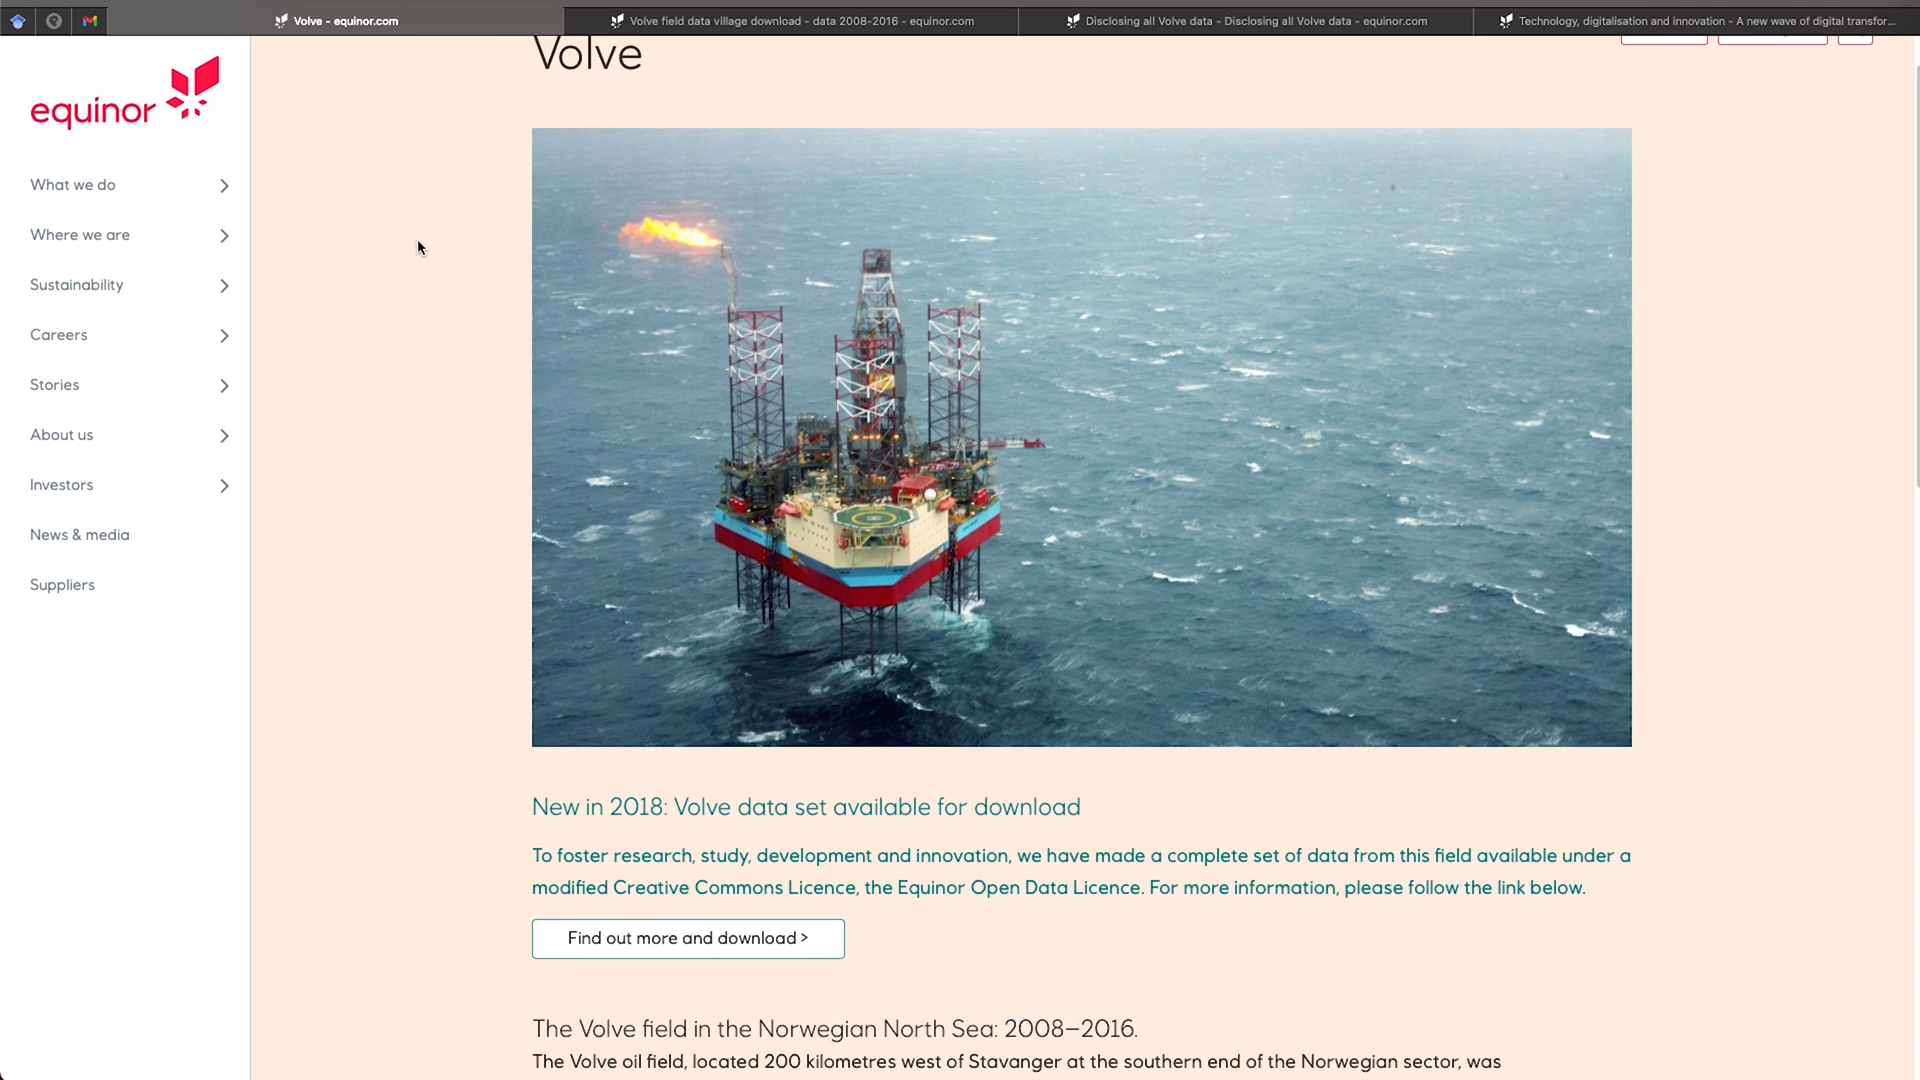 Volve - equinor.com
Volve field data village download - data 2008-2016 - equinor.com
Disclosing all Volve data - Disclosing all Volve data - equinor.com
Technology, digitalisation and innovation - A new wave of digital transfor...
equinor
What we do
Where we are
Sustainability
Careers
Stories
About us
Investors
News & media
Suppliers
Volve
New in 2018: Volve data set available for download
To foster research, study, development and innovation, we have made a complete set of data from this field available under a
modified Creative Commons Licence, the Equinor Open Data Licence. For more information, please follow the link below.
Find out more and download >
The Volve field in the Norwegian North Sea: 2008–2016.
The Volve oil field, located 200 kilometres west of Stavanger at the southern end of the Norwegian sector, was